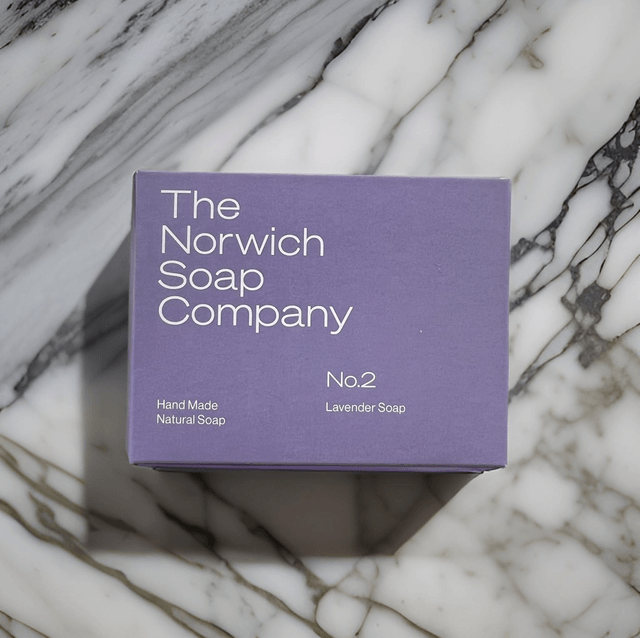 The
Norwich
Soap
Company
No.2
Hand Made
Natural Soap
Lavender Soap